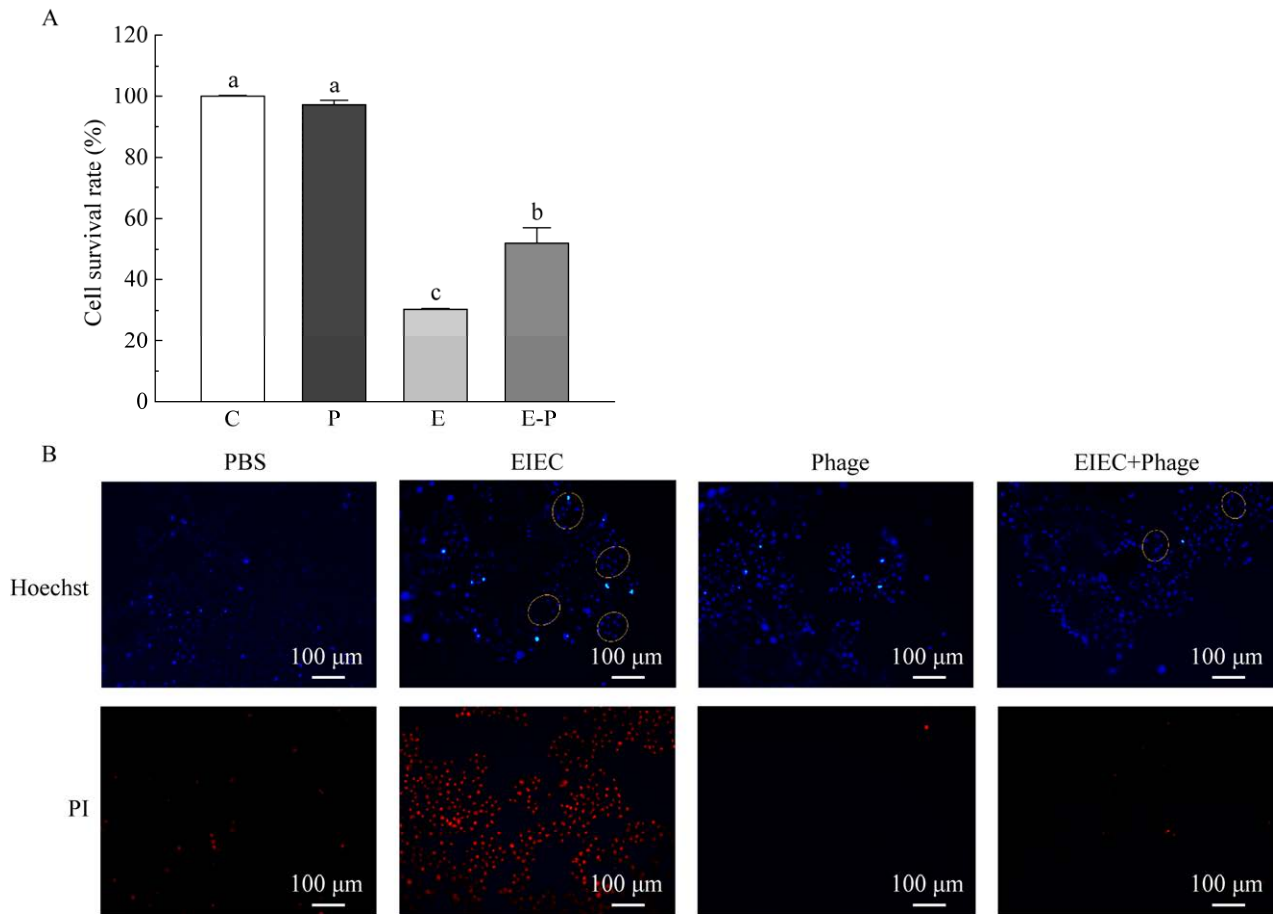 A
120
100
80
60
40
20
0
Cell survival rate (%)
a
a
c
b
C
P
E
E-P
B
PBS
EIEC
Phage
EIEC+Phage
Hoechst
100 μm
100 μm
100 μm
100 μm
PI
100 μm
100 μm
100 μm
100 μm